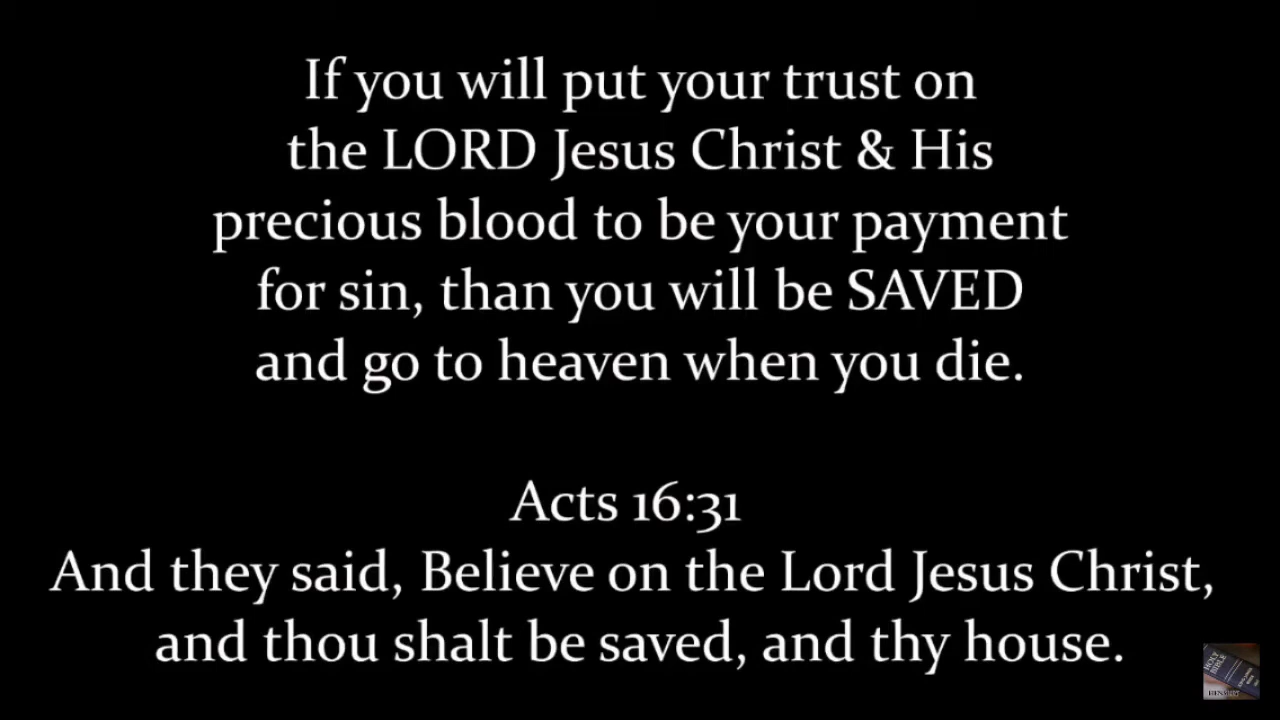 If you will put your trust on
the LORD Jesus Christ & His
precious blood to be your payment
for sin, than you will be SAVED
and go to heaven when you die.
Acts 16:31
And they said, Believe on the Lord Jesus Christ,
and thou shalt be saved, and thy house.
HOLY BIBLE